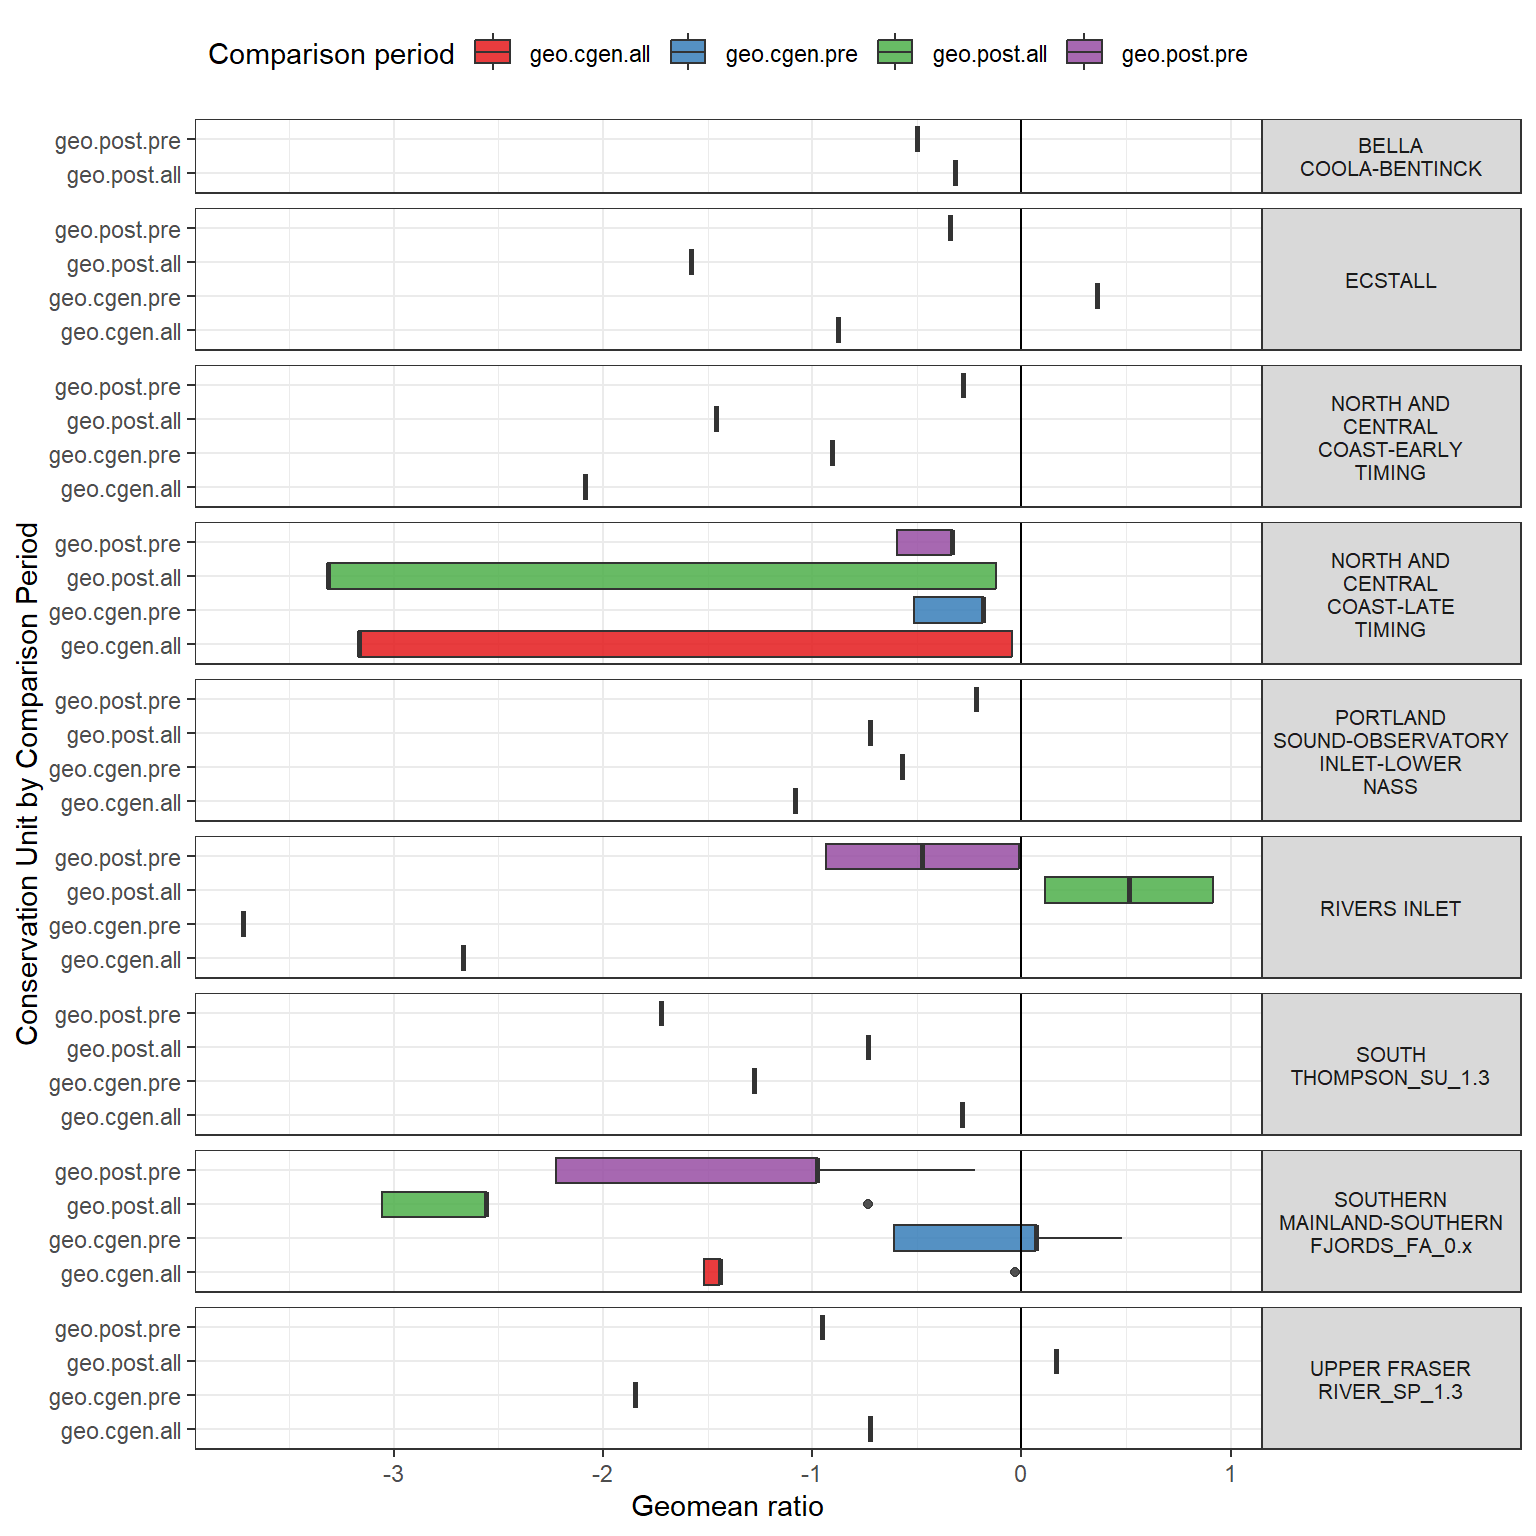 Comparison period geo.cgen.all geo.cgen.pre geo.post.all geo.post.pre
Conservation Unit by Comparison Period
geo.post.pre
geo.post.all
BELLA
COOLA-BENTINCK
geo.post.pre
geo.post.all
geo.cgen.pre
geo.cgen.all
ECSTALL
geo.post.pre
geo.post.all
geo.cgen.pre
geo.cgen.all
NORTH AND
CENTRAL
COAST-EARLY
TIMING
geo.post.pre
geo.post.all
geo.cgen.pre
geo.cgen.all
NORTH AND
CENTRAL
COAST-LATE
TIMING
geo.post.pre
geo.post.all
geo.cgen.pre
geo.cgen.all
PORTLAND
SOUND-OBSERVATORY
INLET-LOWER
NASS
geo.post.pre
geo.post.all
geo.cgen.pre
geo.cgen.all
RIVERS INLET
geo.post.pre
geo.post.all
geo.cgen.pre
geo.cgen.all
SOUTH
THOMPSON_SU_1.3
geo.post.pre
geo.post.all
geo.cgen.pre
geo.cgen.all
SOUTHERN
MAINLAND-SOUTHERN
FJORDS_FA_0.x
geo.post.pre
geo.post.all
geo.cgen.pre
geo.cgen.all
UPPER FRASER
RIVER_SP_1.3
-3 -2 -1 0 1
Geomean ratio